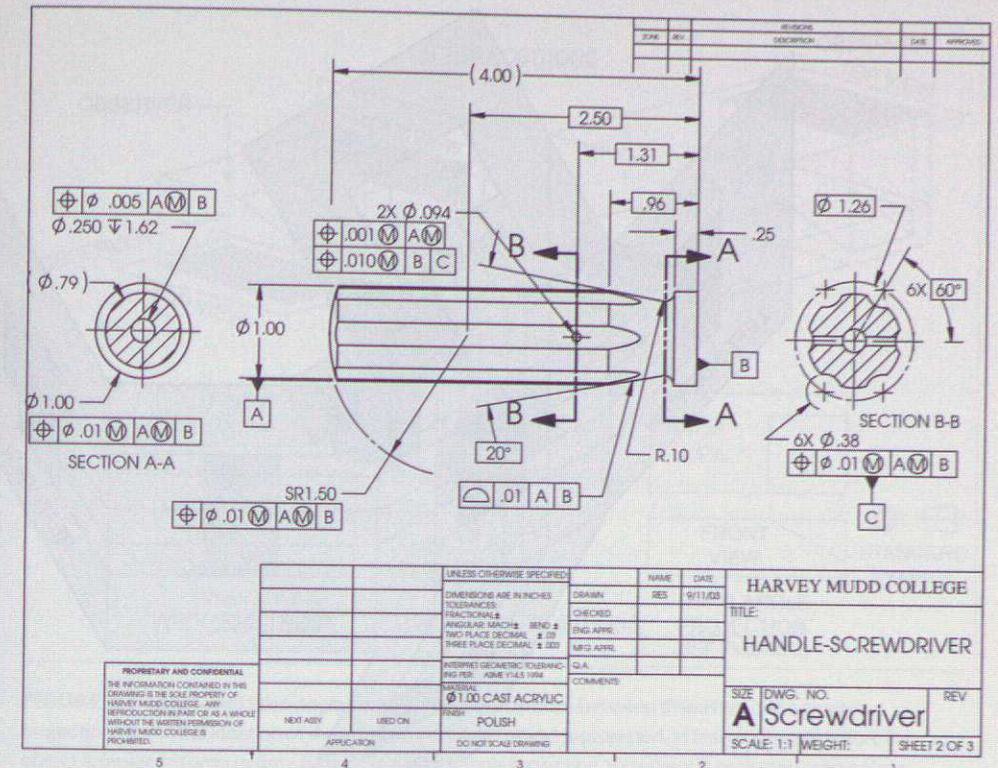 REVISIONS
ZONE REV. DESCRIPTION DATE APPROVED
(4.00)
2.50
1.31
.96
.25
⌖ Ø .005 A Ⓜ B
Ø.250 ↧ 1.62
2X Ø.094
⌖ .001 Ⓜ A Ⓜ
⌖ .010 Ⓜ B C
B A
Ø 1.26
6X 60°
(Ø.79)
Ø1.00
B
A
Ø1.00
⌖ Ø .01 Ⓜ A Ⓜ B
SECTION A-A
B A
20°
R.10
SECTION B-B
6X Ø.38
⌖ Ø .01 Ⓜ A Ⓜ B
C
⌓ .01 A B
SR1.50
⌖ Ø .01 Ⓜ A Ⓜ B
UNLESS OTHERWISE SPECIFIED:
DIMENSIONS ARE IN INCHES
TOLERANCES:
FRACTIONAL ±
ANGULAR: MACH ± BEND ±
TWO PLACE DECIMAL ± .03
THREE PLACE DECIMAL ± .003
INTERPRET GEOMETRIC TOLERANC-
ING PER: ASME Y14.5 1994
MATERIAL
Ø1.00 CAST ACRYLIC
FINISH
POLISH
DO NOT SCALE DRAWING
NAME DATE
DRAWN RES 9/11/03
CHECKED
ENG APPR.
MFG APPR.
Q.A.
COMMENTS:
HARVEY MUDD COLLEGE
TITLE:
HANDLE-SCREWDRIVER
SIZE DWG. NO. REV
A Screwdriver
SCALE: 1:1 WEIGHT: SHEET 2 OF 3
PROPRIETARY AND CONFIDENTIAL
THE INFORMATION CONTAINED IN THIS
DRAWING IS THE SOLE PROPERTY OF
HARVEY MUDD COLLEGE. ANY
REPRODUCTION IN PART OR AS A WHOLE
WITHOUT THE WRITTEN PERMISSION OF
HARVEY MUDD COLLEGE IS
PROHIBITED.
NEXT ASSY USED ON
APPLICATION
5 4 3 2 1